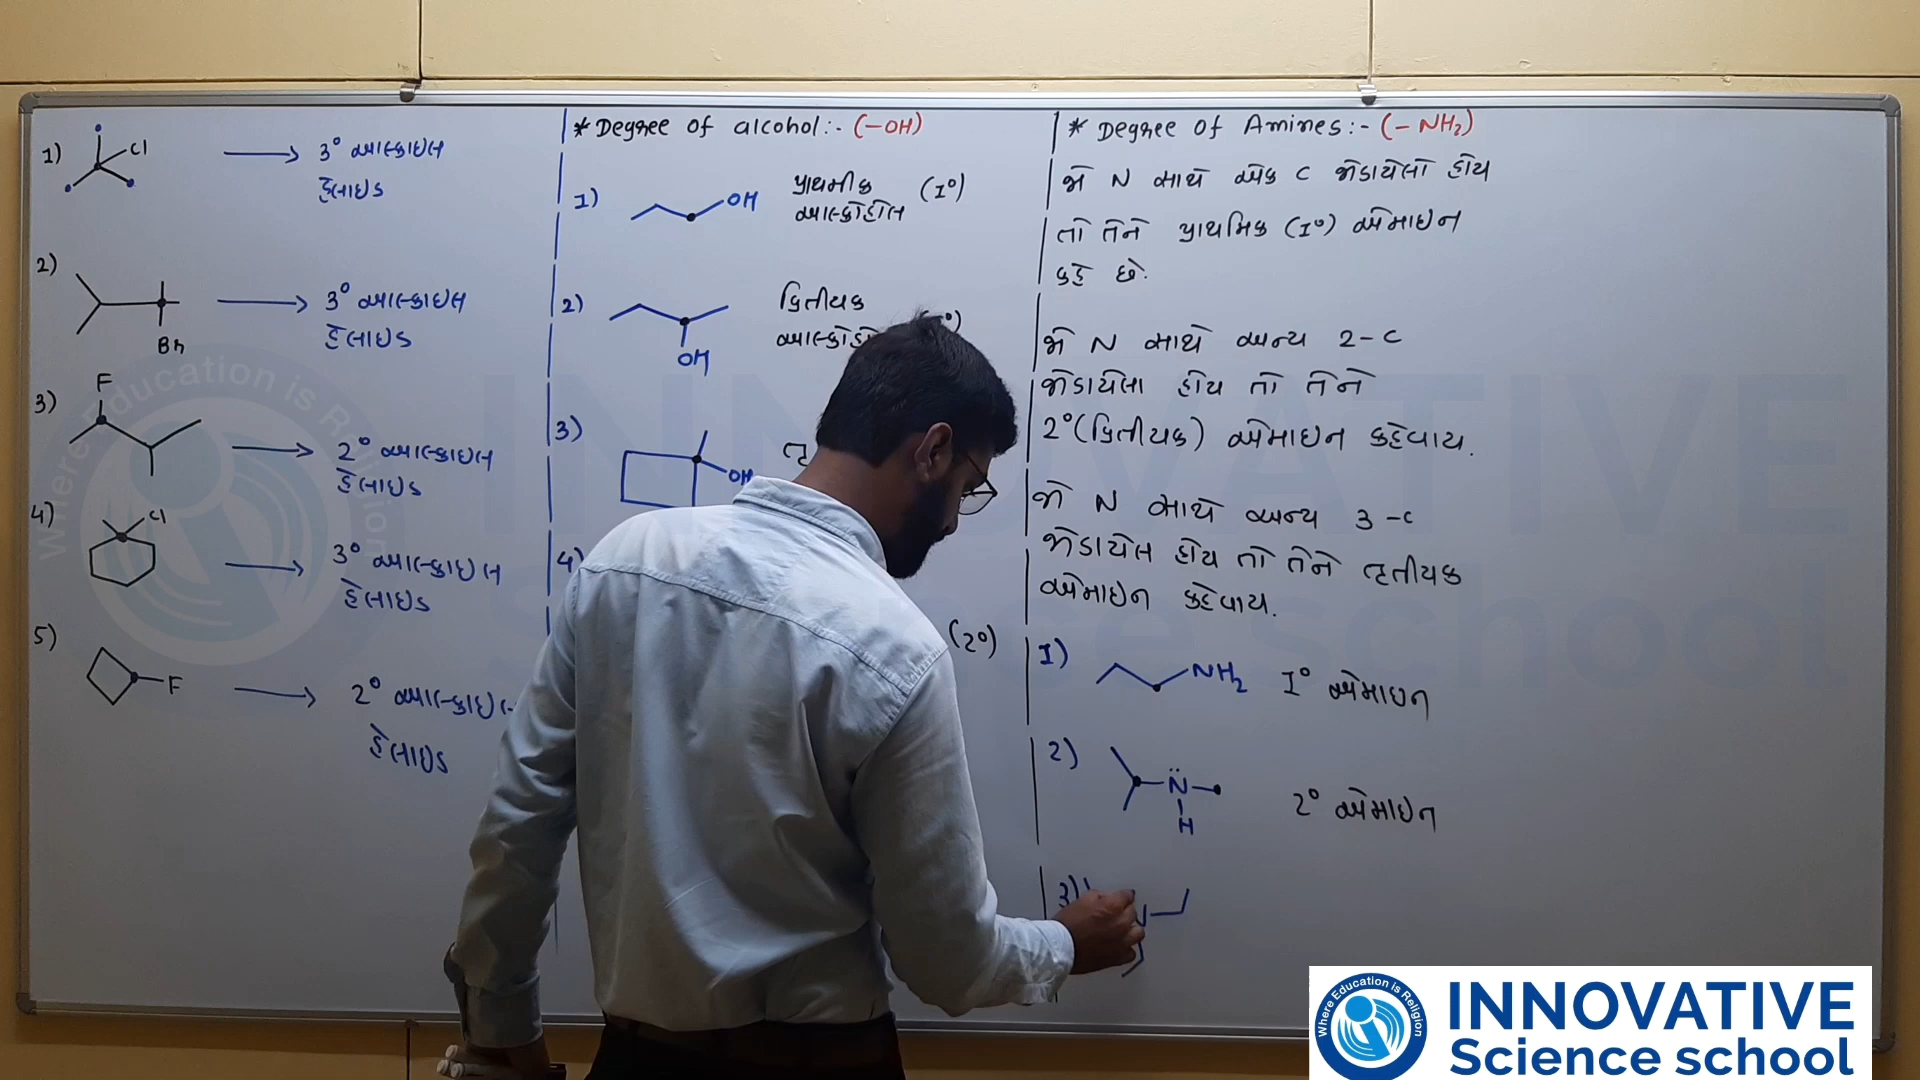 1)
Cl
3° આલ્કાઇલ
હેલાઇડ
2)
Br
3° આલ્કાઇલ
હેલાઇડ
3)
F
2° આલ્કાઇલ
હેલાઇડ
4)
Cl
3° આલ્કાઇલ
હેલાઇડ
5)
F
2° આલ્કાઇ
હેલાઇડ
* Degree of alcohol:- (-OH)
1)
OH
પ્રાથમીક (1°)
આલ્કોહોલ
2)
OH
દ્વિતીયક
3)
OH
4)
(2°)
* Degree of Amines:- (-NH₂)
જો N સાથે એક C જોડાયેલો હોય
તો તેને પ્રાથમિક (1°) એમાઇન
કહે છે.
જો N સાથે અન્ય 2-C
જોડાયેલા હોય તો તેને
2°(દ્વિતીયક) એમાઇન કહેવાય.
જો N સાથે અન્ય 3-C
જોડાયેલ હોય તો તેને તૃતીયક
એમાઇન કહેવાય.
1)
NH₂
1° એમાઇન
2)
N
H
2° એમાઇન
3)
Where Education is Religion
INNOVATIVE
Science school